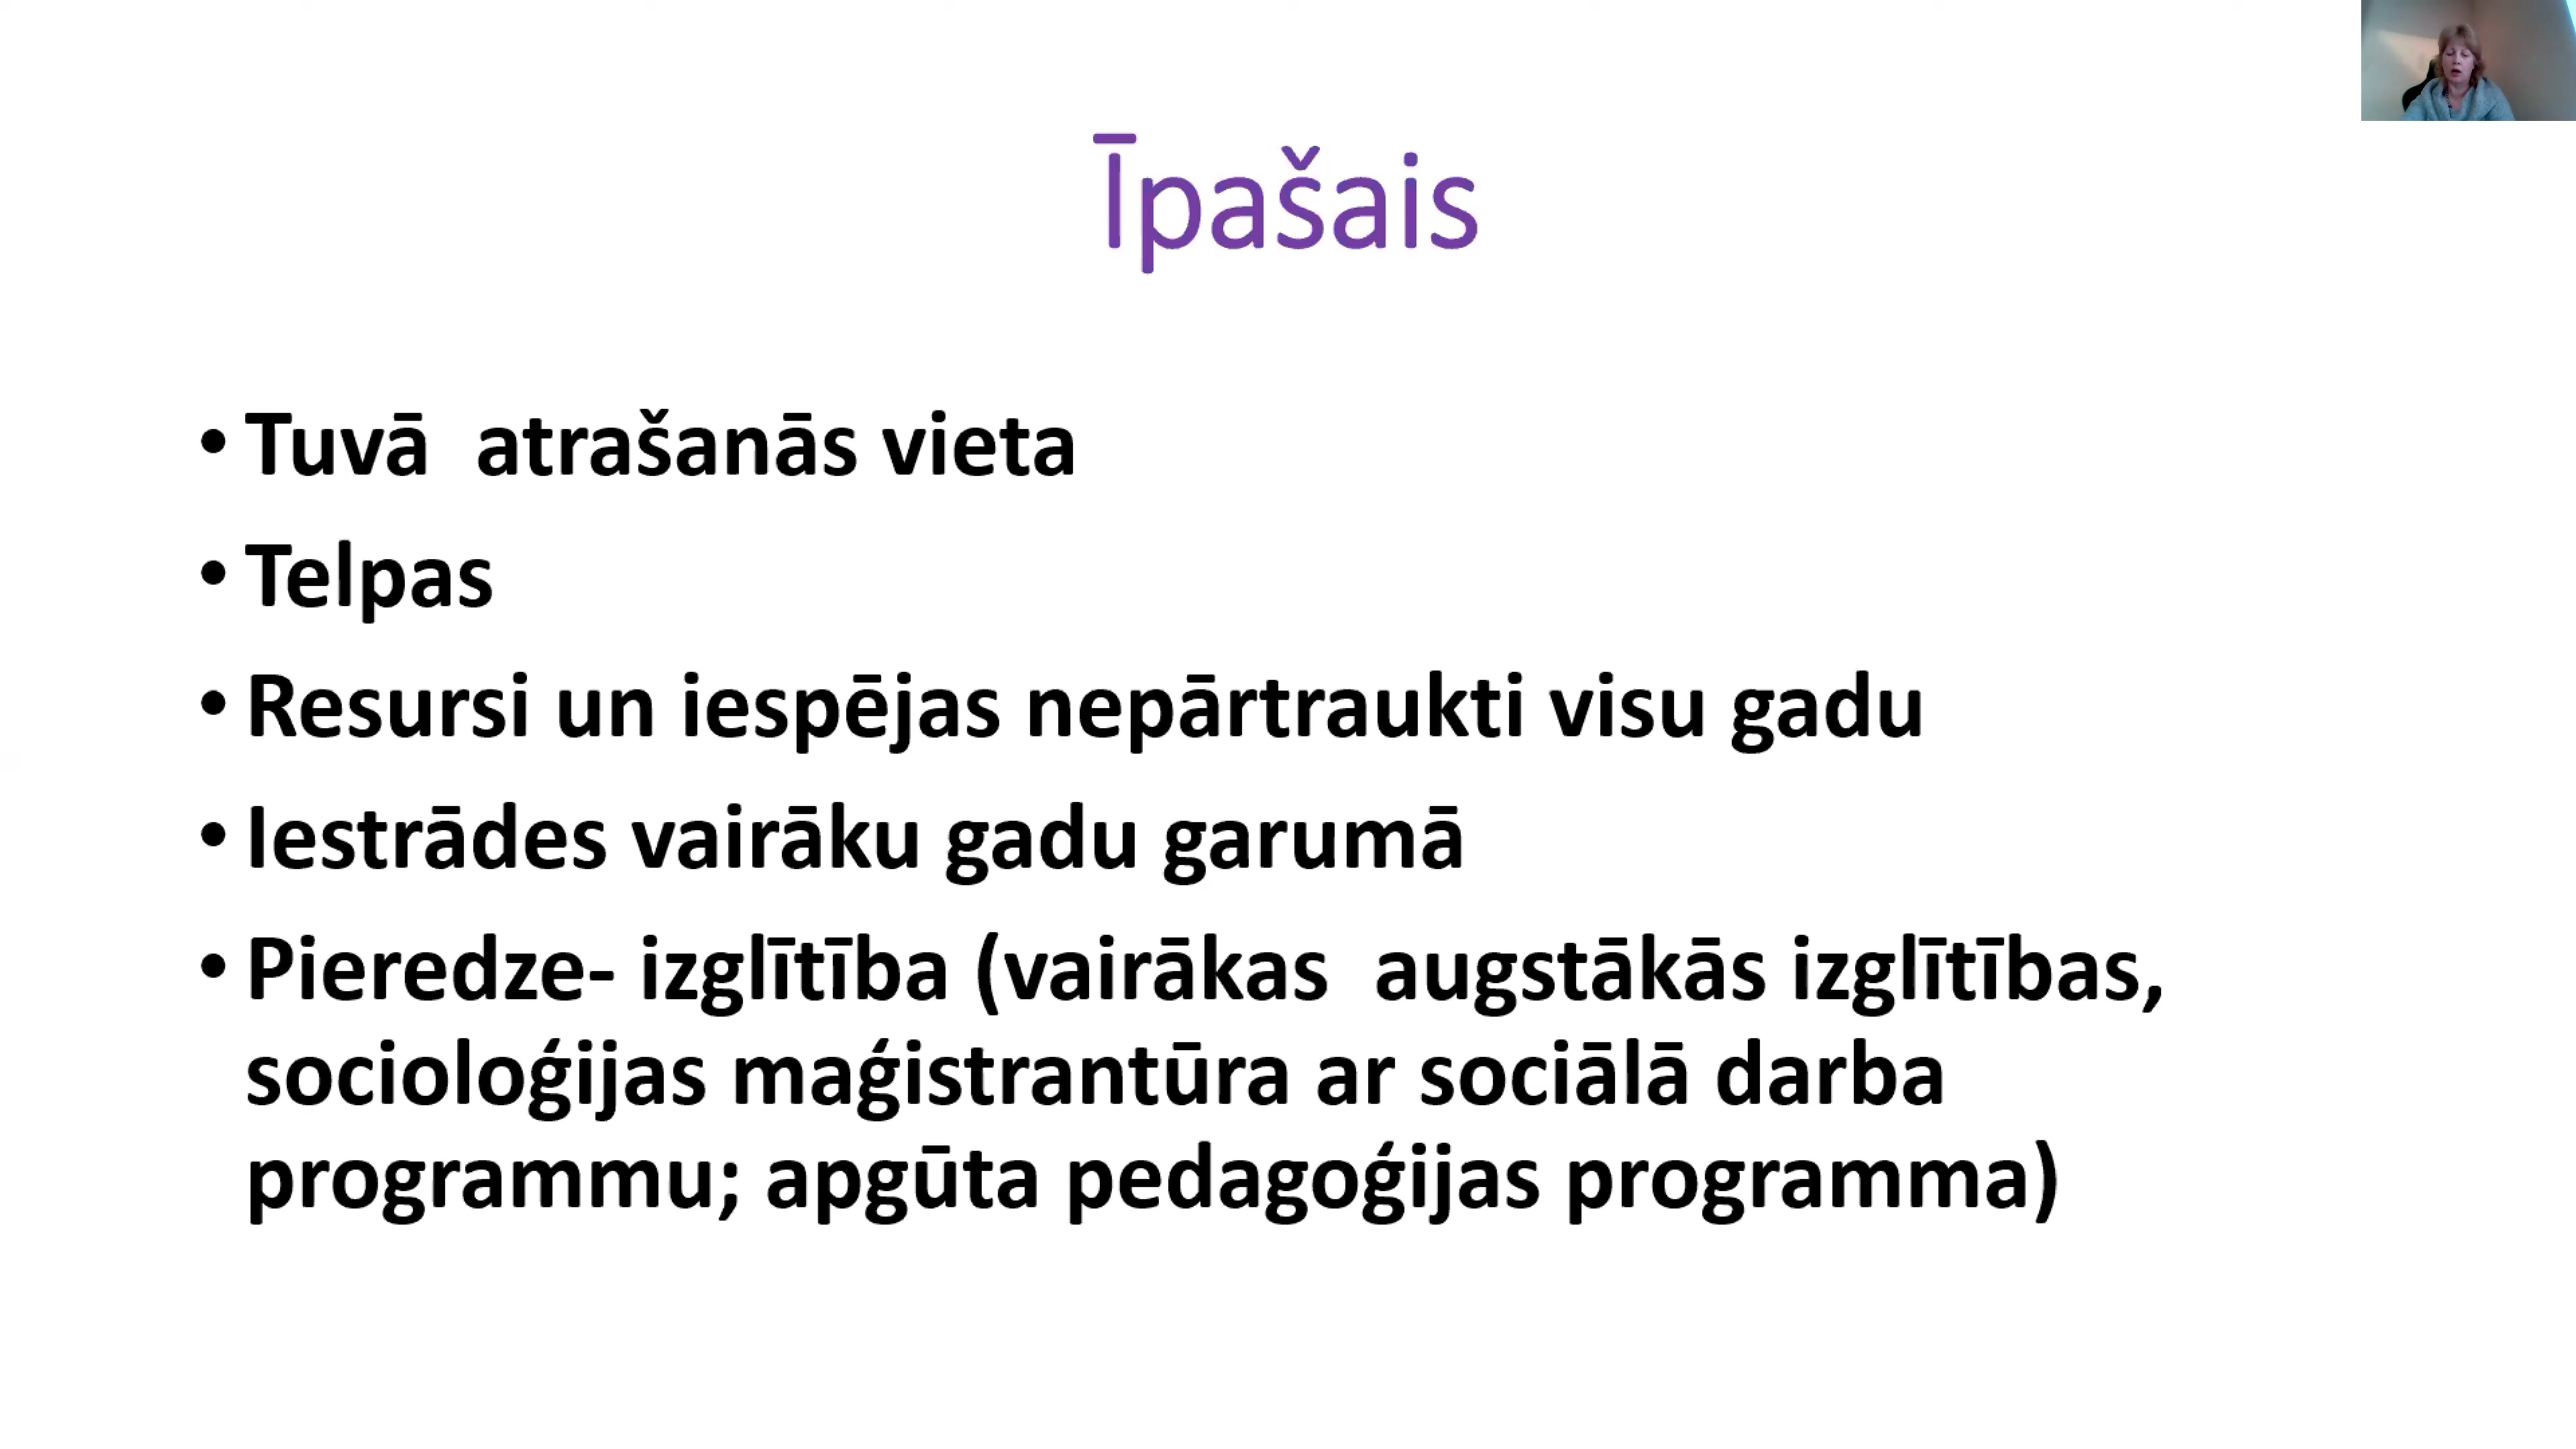 Īpašais
• Tuvā  atrašanās vieta
• Telpas
• Resursi un iespējas nepārtraukti visu gadu
• Iestrādes vairāku gadu garumā
• Pieredze- izglītība (vairākas  augstākās izglītības,
socioloģijas maģistrantūra ar sociālā darba
programmu; apgūta pedagoģijas programma)